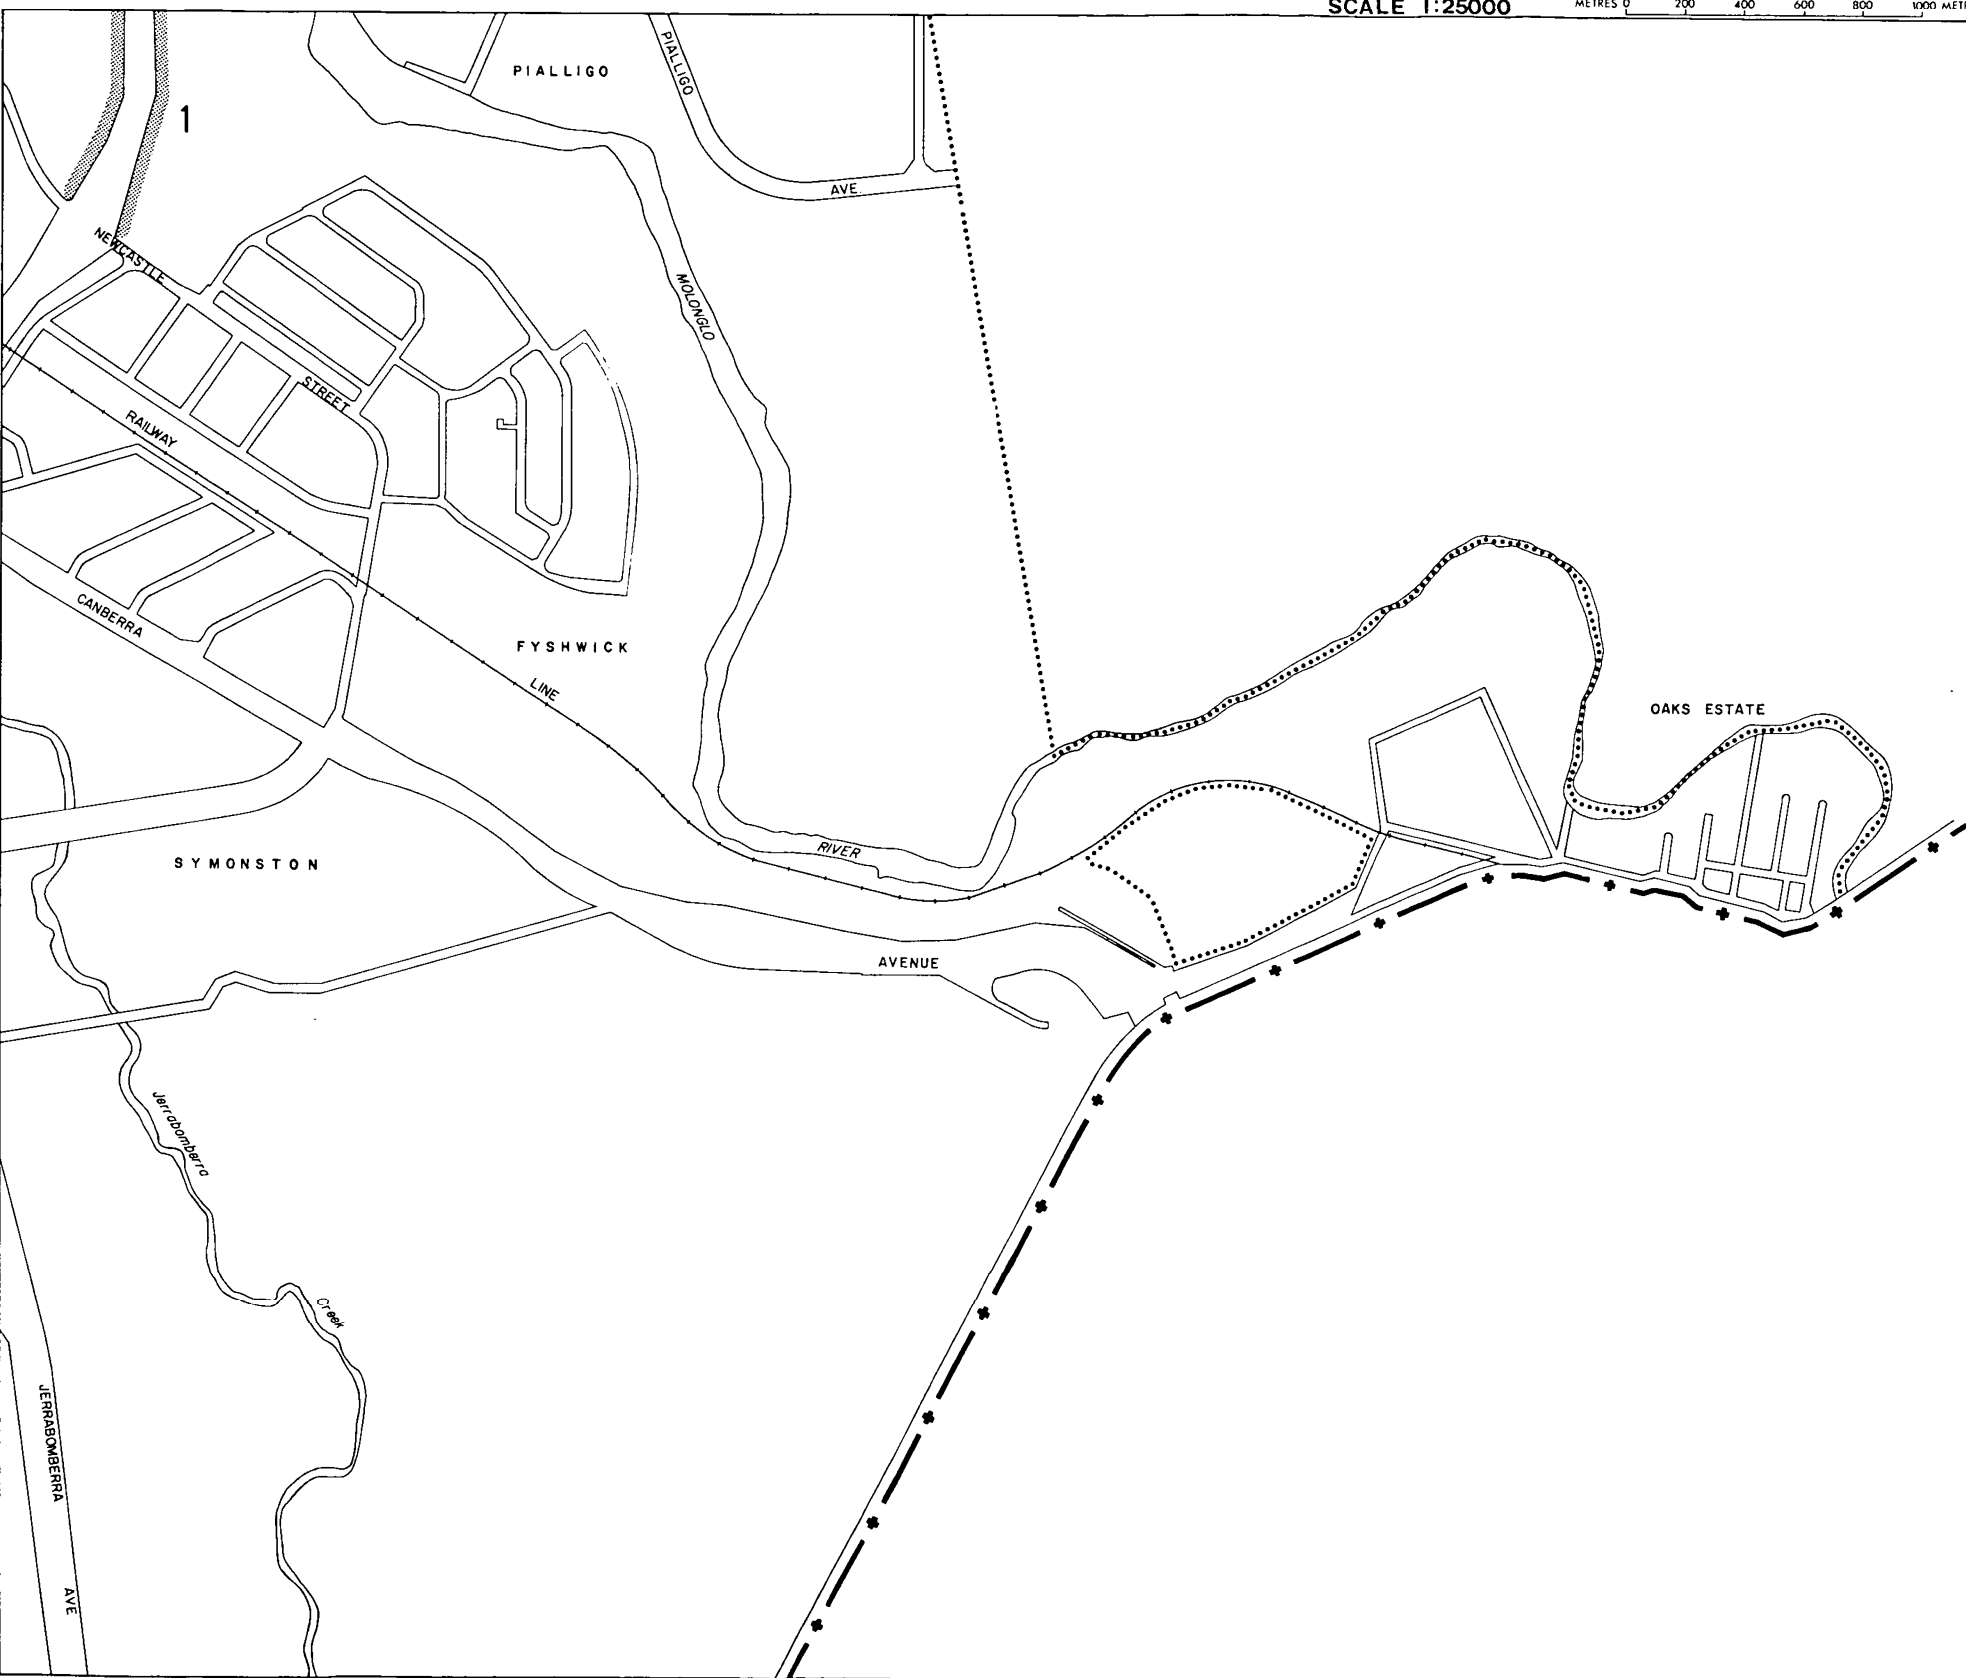 SCALE 1:25000
METRES 0 200 400 600 800 1000
PIALLIGO
PIALLIGO
AVE.
1
NEWCASTLE
STREET
MOLONGLO
RAILWAY
CANBERRA
FYSHWICK
LINE
OAKS ESTATE
RIVER
SYMONSTON
AVENUE
Jerrabomberra
Creek
JERRABOMBERRA
AVE